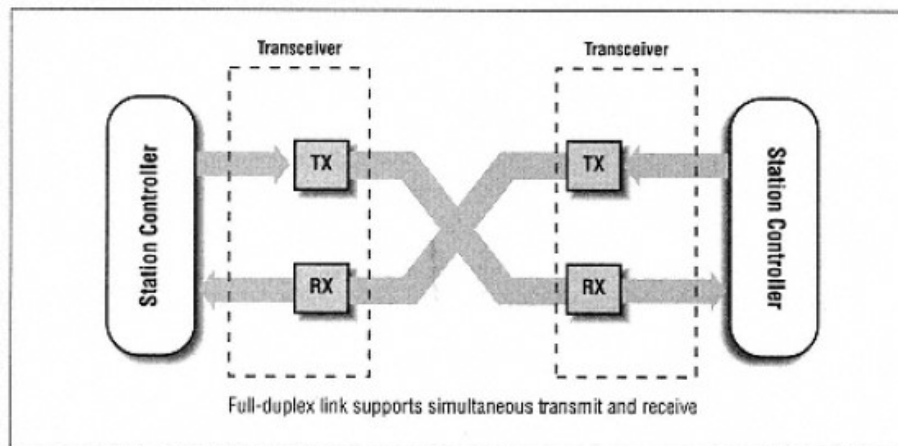 Transceiver
Transceiver
Station Controller
TX
TX
Station Controller
RX
RX
Full-duplex link supports simultaneous transmit and receive